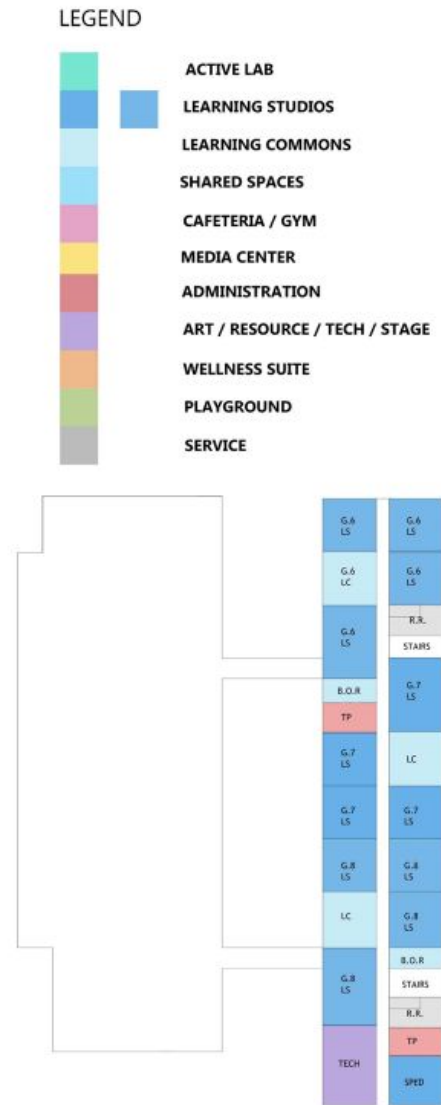 LEGEND
ACTIVE LAB
LEARNING STUDIOS
LEARNING COMMONS
SHARED SPACES
CAFETERIA / GYM
MEDIA CENTER
ADMINISTRATION
ART / RESOURCE / TECH / STAGE
WELLNESS SUITE
PLAYGROUND
SERVICE
G.6
LS
G.6
LC
G.6
LS
B.O.R
TP
G.7
LS
G.7
LS
G.8
LS
LC
G.8
LS
TECH
G.6
LS
G.6
LS
R.R.
STAIRS
G.7
LS
LC
G.7
LS
LS
G.8
LS
B.O.R
STAIRS
R.R.
TP
SPED